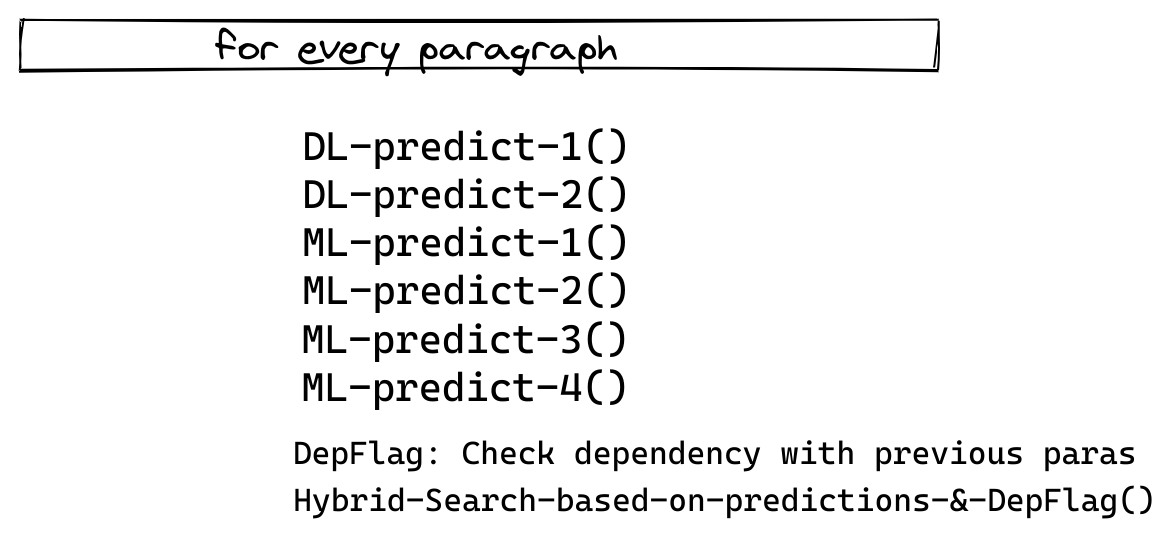 for every paragraph
DL-predict-1()
DL-predict-2()
ML-predict-1()
ML-predict-2()
ML-predict-3()
ML-predict-4()
DepFlag: Check dependency with previous paras
Hybrid-Search-based-on-predictions-&-DepFlag()